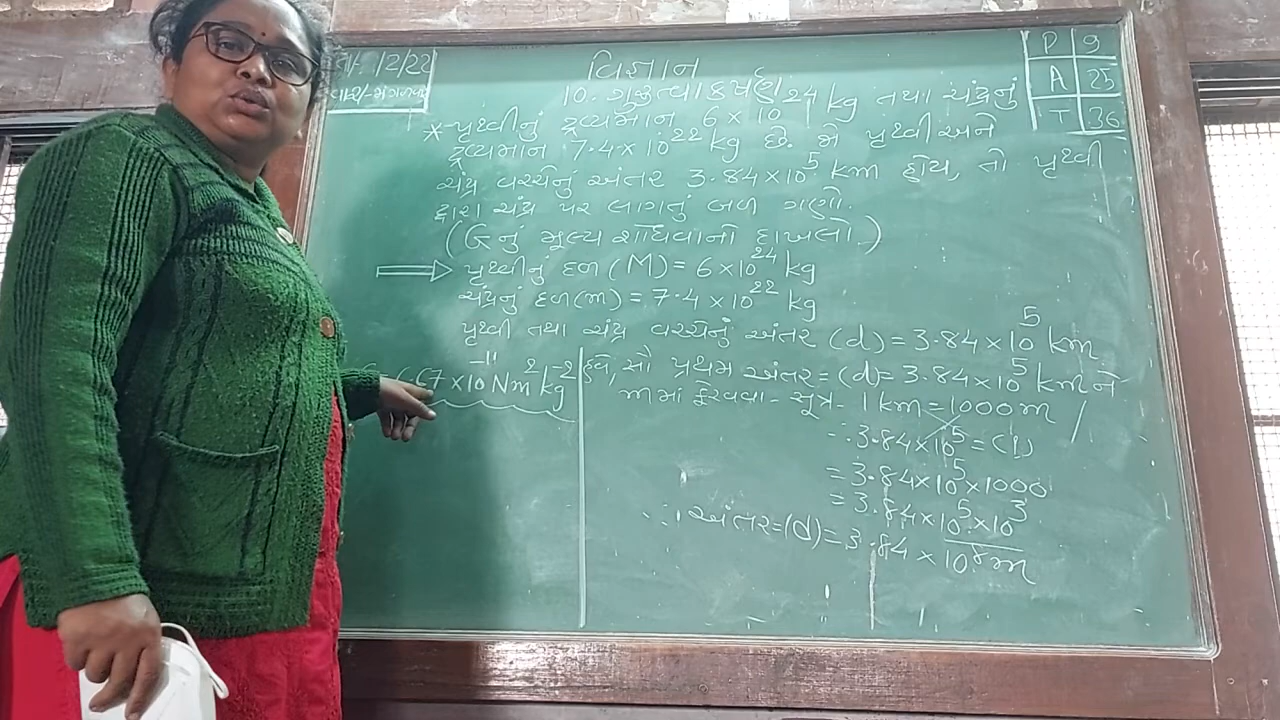 તા. 1/2/22
વાર-મંગળવાર
P 9
A 25
T 36
વિજ્ઞાન
10. ગુરુત્વાકર્ષણ
* પૃથ્વીનું દ્રવ્યમાન 6 × 10²⁴ kg તથા ચંદ્રનું
દ્રવ્યમાન 7.4 × 10²² kg છે. જો પૃથ્વી અને
ચંદ્ર વચ્ચેનું અંતર 3.84 × 10⁵ km હોય, તો પૃથ્વી
દ્વારા ચંદ્ર પર લાગતું બળ ગણો.
(G નું મૂલ્ય શોધવાનો દાખલો.)
⇒ પૃથ્વીનું દળ (M) = 6 × 10²⁴ kg
ચંદ્રનું દળ (m) = 7.4 × 10²² kg
પૃથ્વી તથા ચંદ્ર વચ્ચેનું અંતર (d) = 3.84 × 10⁵ km
67 × 10⁻¹¹ Nm² kg⁻²
હવે, સૌ પ્રથમ અંતર = (d) = 3.84 × 10⁵ km ને
m માં ફેરવવા - સૂત્ર - 1 km = 1000 m
∴ 3.84 × 10⁵ = (?)
= 3.84 × 10⁵ × 1000
= 3.84 × 10⁵ × 10³
∴ અંતર = (d) = 3.84 × 10⁸ m